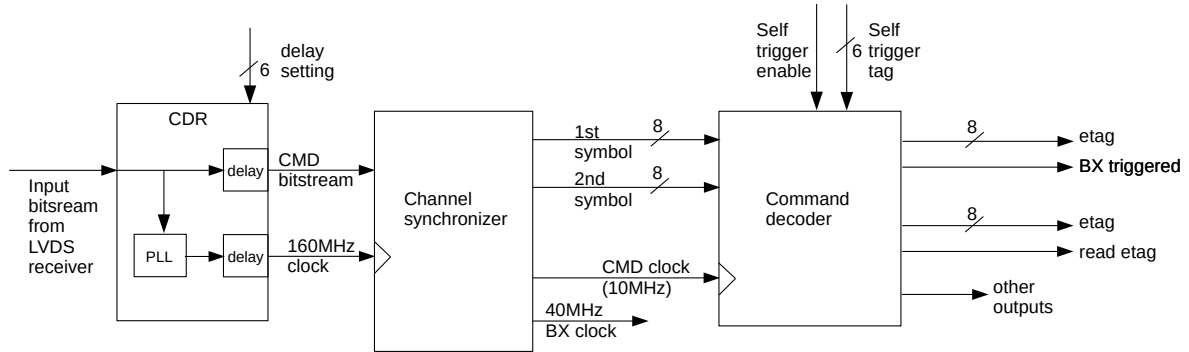 delay
setting
6
Self
trigger
enable
Self
trigger
tag
6
CDR
Input
bitsream
from
LVDS
receiver
delay
PLL
delay
CMD
bitstream
160MHz
clock
Channel
synchronizer
1st
symbol
8
2nd
symbol
8
CMD clock
(10MHz)
40MHz
BX clock
Command
decoder
8
etag
BX triggered
8
etag
read etag
other
outputs